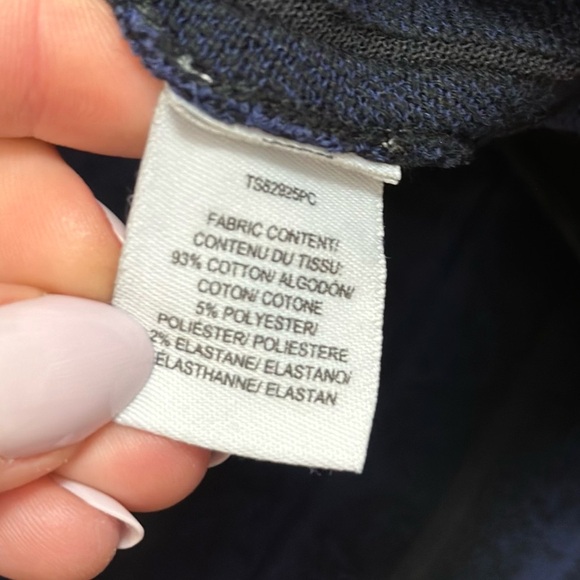 TS62925PC
FABRIC CONTENT/
CONTENU DU TISSU:
93% COTTON/ ALGODÓN/
COTON/ COTONE
5% POLYESTER/
POLIÉSTER/ POLIESTERE
2% ELASTANE/ ELASTANO/
ÉLASTHANNE/ ELASTAN